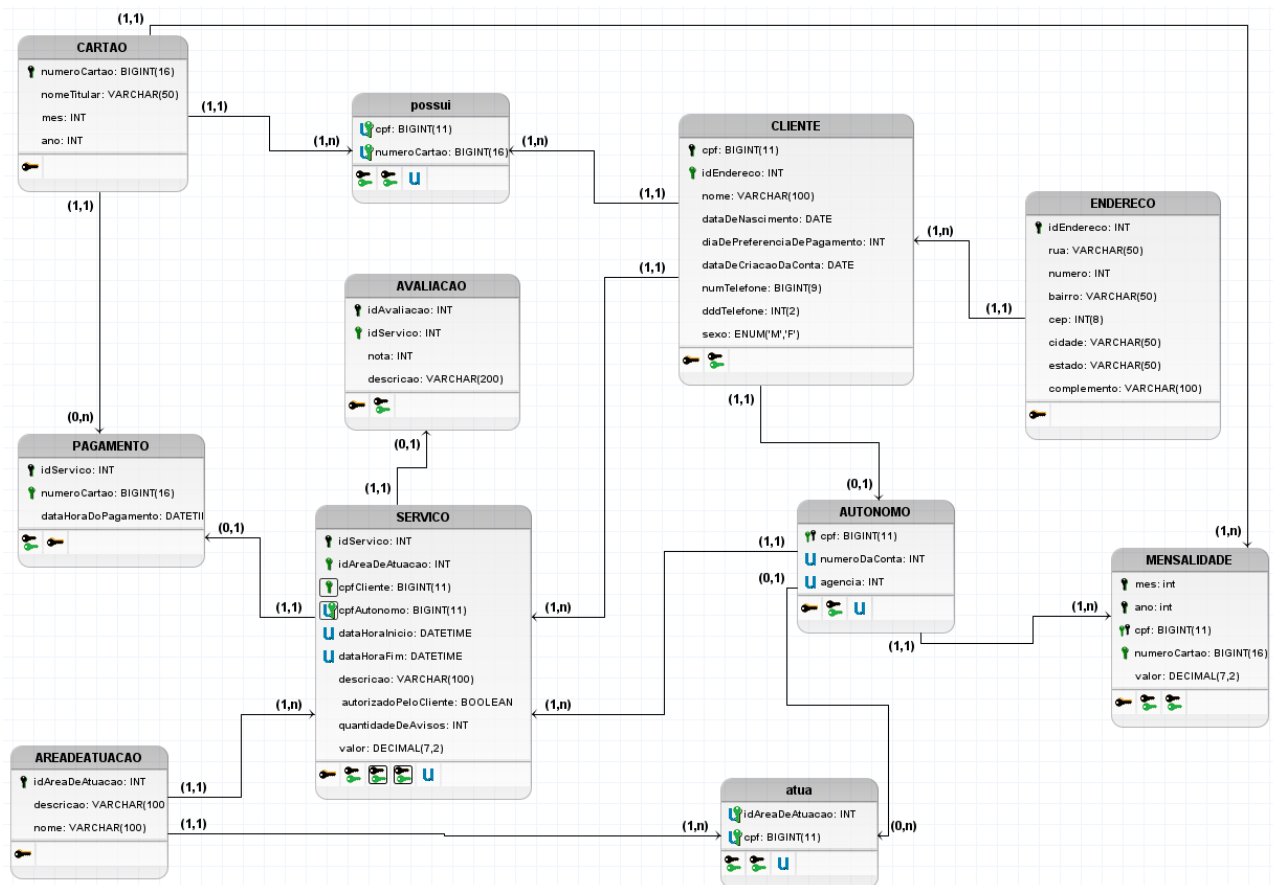 (1,1)
CARTAO
numeroCartao: BIGINT(16)
nomeTitular: VARCHAR(50)
mes: INT
ano: INT
(1,1)
(1,1)
possui
cpf: BIGINT(11)
numeroCartao: BIGINT(16)
(1,n)
(1,n)
CLIENTE
cpf: BIGINT(11)
idEndereco: INT
nome: VARCHAR(100)
dataDeNascimento: DATE
diaDePreferenciaDePagamento: INT
dataDeCriacaoDaConta: DATE
numTelefone: BIGINT(9)
dddTelefone: INT(2)
sexo: ENUM('M','F')
(1,1)
(1,1)
(1,1)
(1,n)
(1,1)
ENDERECO
idEndereco: INT
rua: VARCHAR(50)
numero: INT
bairro: VARCHAR(50)
cep: INT(8)
cidade: VARCHAR(50)
estado: VARCHAR(50)
complemento: VARCHAR(100)
AVALIACAO
idAvaliacao: INT
idServico: INT
nota: INT
descricao: VARCHAR(200)
(0,1)
(1,1)
(0,n)
PAGAMENTO
idServico: INT
numeroCartao: BIGINT(16)
dataHoraDoPagamento: DATETI
(0,1)
(1,1)
SERVICO
idServico: INT
idAreaDeAtuacao: INT
cpfCliente: BIGINT(11)
cpfAutonomo: BIGINT(11)
dataHoraInicio: DATETIME
dataHoraFim: DATETIME
descricao: VARCHAR(100)
autorizadoPeloCliente: BOOLEAN
quantidadeDeAvisos: INT
valor: DECIMAL(7,2)
(1,n)
(1,n)
(1,n)
(0,1)
AUTONOMO
cpf: BIGINT(11)
numeroDaConta: INT
agencia: INT
(1,1)
(0,1)
(1,1)
(1,n)
(1,n)
MENSALIDADE
mes: int
ano: int
cpf: BIGINT(11)
numeroCartao: BIGINT(16)
valor: DECIMAL(7,2)
AREADEATUACAO
idAreaDeAtuacao: INT
descricao: VARCHAR(100
nome: VARCHAR(100)
(1,1)
(1,1)
(1,n)
(0,n)
atua
idAreaDeAtuacao: INT
cpf: BIGINT(11)